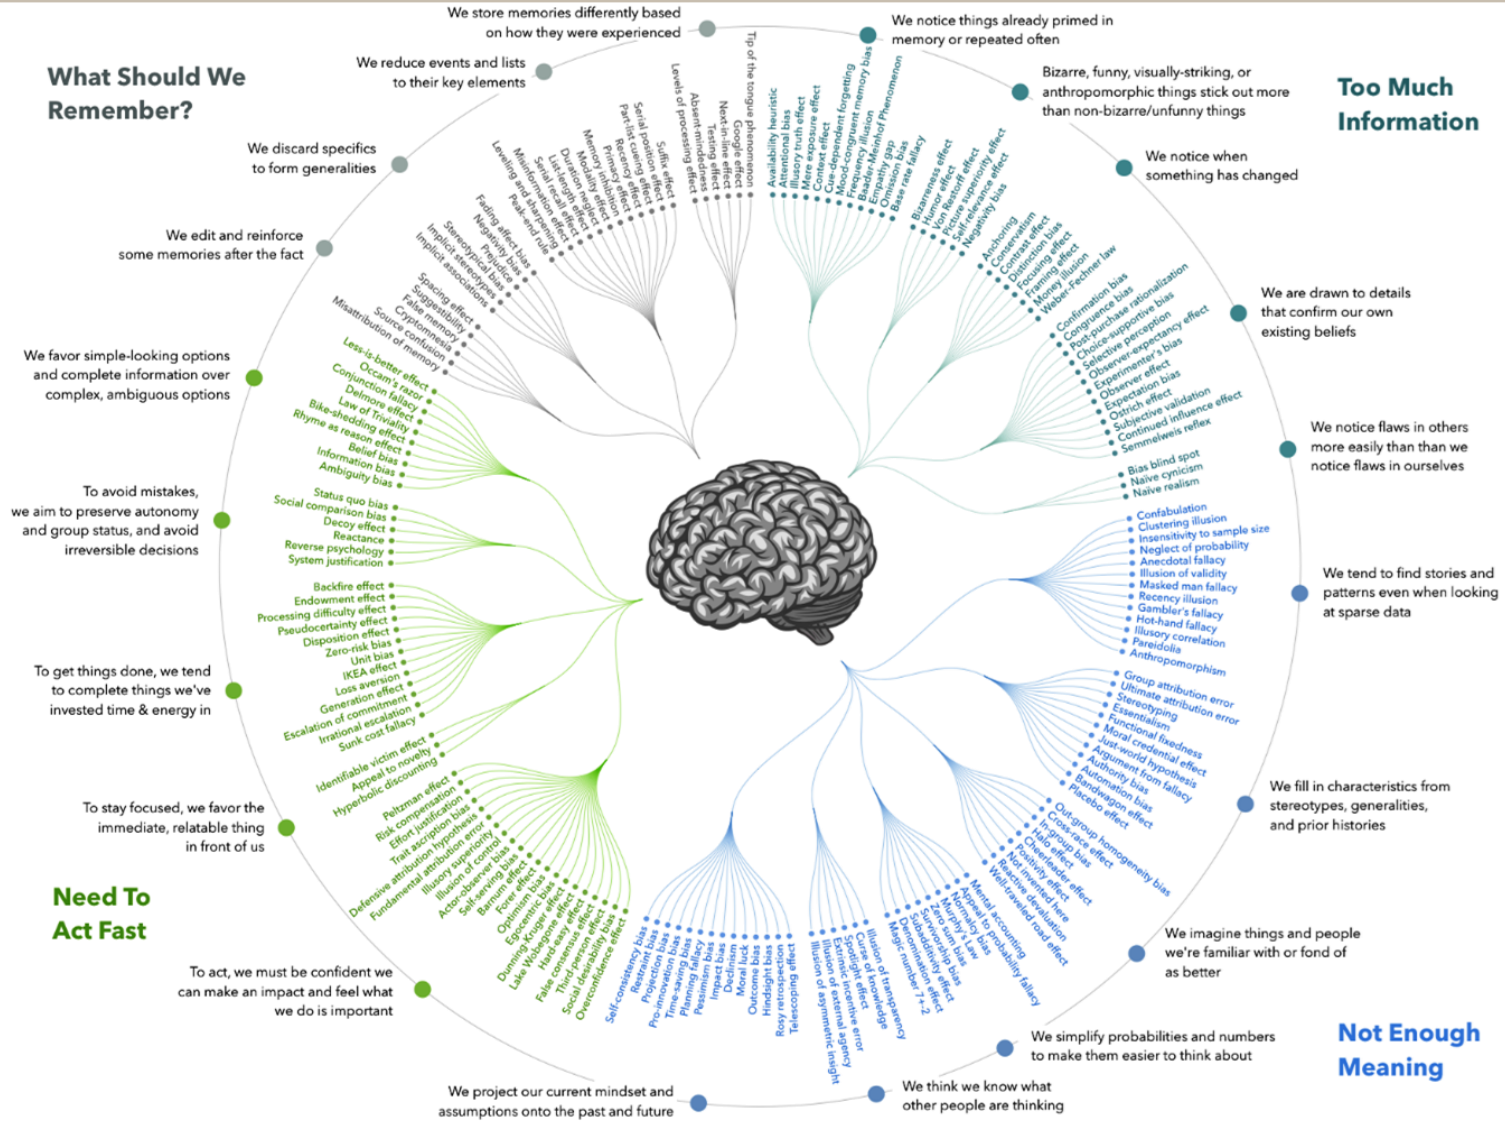 What Should We
Remember?
We store memories differently based
on how they were experienced
We reduce events and lists
to their key elements
We discard specifics
to form generalities
We edit and reinforce
some memories after the fact
Tip of the tongue phenomenon
Google effect
Next-in-line effect
Testing effect
Absent-mindedness
Levels of processing effect
Suffix effect
Serial position effect
Part-list cueing effect
Recency effect
Primacy effect
Memory inhibition
Modality effect
Duration neglect
List-length effect
Serial recall effect
Misinformation effect
Leveling and sharpening
Peak-end rule
Fading affect bias
Negativity bias
Prejudice
Stereotypical bias
Implicit stereotypes
Implicit associations
Spacing effect
Suggestibility
False memory
Cryptomnesia
Source confusion
Misattribution of memory
Too Much
Information
We notice things already primed in
memory or repeated often
Bizarre, funny, visually-striking, or
anthropomorphic things stick out more
than non-bizarre/unfunny things
We notice when
something has changed
We are drawn to details
that confirm our own
existing beliefs
We notice flaws in others
more easily than than we
notice flaws in ourselves
Availability heuristic
Attentional bias
Illusory truth effect
Mere exposure effect
Context effect
Cue-dependent forgetting
Mood-congruent memory bias
Frequency illusion
Baader-Meinhof Phenomenon
Empathy gap
Omission bias
Base rate fallacy
Bizarreness effect
Humor effect
Von Restorff effect
Picture superiority effect
Self-relevance effect
Negativity bias
Anchoring
Conservatism
Contrast effect
Distinction bias
Focusing effect
Framing effect
Money illusion
Weber-Fechner law
Confirmation bias
Congruence bias
Post-purchase rationalization
Choice-supportive bias
Selective perception
Observer-expectancy effect
Experimenter's bias
Observer effect
Expectation bias
Ostrich effect
Subjective validation
Continued influence effect
Semmelweis reflex
Bias blind spot
Naïve cynicism
Naïve realism
We tend to find stories and
patterns even when looking
at sparse data
We fill in characteristics from
stereotypes, generalities,
and prior histories
We imagine things and people
we're familiar with or fond of
as better
We simplify probabilities and numbers
to make them easier to think about
We think we know what
other people are thinking
We project our current mindset and
assumptions onto the past and future
Not Enough
Meaning
Confabulation
Clustering illusion
Insensitivity to sample size
Neglect of probability
Anecdotal fallacy
Illusion of validity
Masked man fallacy
Recency illusion
Gambler's fallacy
Hot-hand fallacy
Illusory correlation
Pareidolia
Anthropomorphism
Group attribution error
Ultimate attribution error
Stereotyping
Essentialism
Functional fixedness
Moral credential effect
Just-world hypothesis
Argument from fallacy
Authority bias
Automation bias
Bandwagon effect
Placebo effect
Out-group homogeneity bias
Cross-race effect
In-group bias
Halo effect
Cheerleader effect
Positivity effect
Not invented here
Reactive devaluation
Well-traveled road effect
Mental accounting
Appeal to probability fallacy
Normalcy bias
Murphy's Law
Zero sum bias
Survivorship bias
Subadditivity effect
Denomination effect
Magic number 7+-2
Illusion of transparency
Curse of knowledge
Spotlight effect
Extrinsic incentive error
Illusion of external agency
Illusion of asymmetric insight
Telescoping effect
Rosy retrospection
Hindsight bias
Outcome bias
Moral luck
Declinism
Impact bias
Pessimism bias
Planning fallacy
Time-saving bias
Pro-innovation bias
Projection bias
Restraint bias
Self-consistency bias
We favor simple-looking options
and complete information over
complex, ambiguous options
To avoid mistakes,
we aim to preserve autonomy
and group status, and avoid
irreversible decisions
To get things done, we tend
to complete things we've
invested time & energy in
To stay focused, we favor the
immediate, relatable thing
in front of us
Need To
Act Fast
To act, we must be confident we
can make an impact and feel what
we do is important
Less-is-better effect
Occam's razor
Conjunction fallacy
Delmore effect
Law of Triviality
Bike-shedding effect
Rhyme as reason effect
Belief bias
Information bias
Ambiguity bias
Status quo bias
Social comparison bias
Decoy effect
Reactance
Reverse psychology
System justification
Backfire effect
Endowment effect
Processing difficulty effect
Pseudocertainty effect
Disposition effect
Zero-risk bias
Unit bias
IKEA effect
Loss aversion
Generation effect
Escalation of commitment
Irrational escalation
Sunk cost fallacy
Identifiable victim effect
Appeal to novelty
Hyperbolic discounting
Peltzman effect
Risk compensation
Effort justification
Trait ascription bias
Defensive attribution hypothesis
Fundamental attribution error
Illusory superiority
Illusion of control
Actor-observer bias
Self-serving bias
Barnum effect
Forer effect
Optimism bias
Egocentric bias
Dunning-Kruger effect
Lake Wobegone effect
Hard-easy effect
False consensus effect
Third-person effect
Social desirability bias
Overconfidence effect